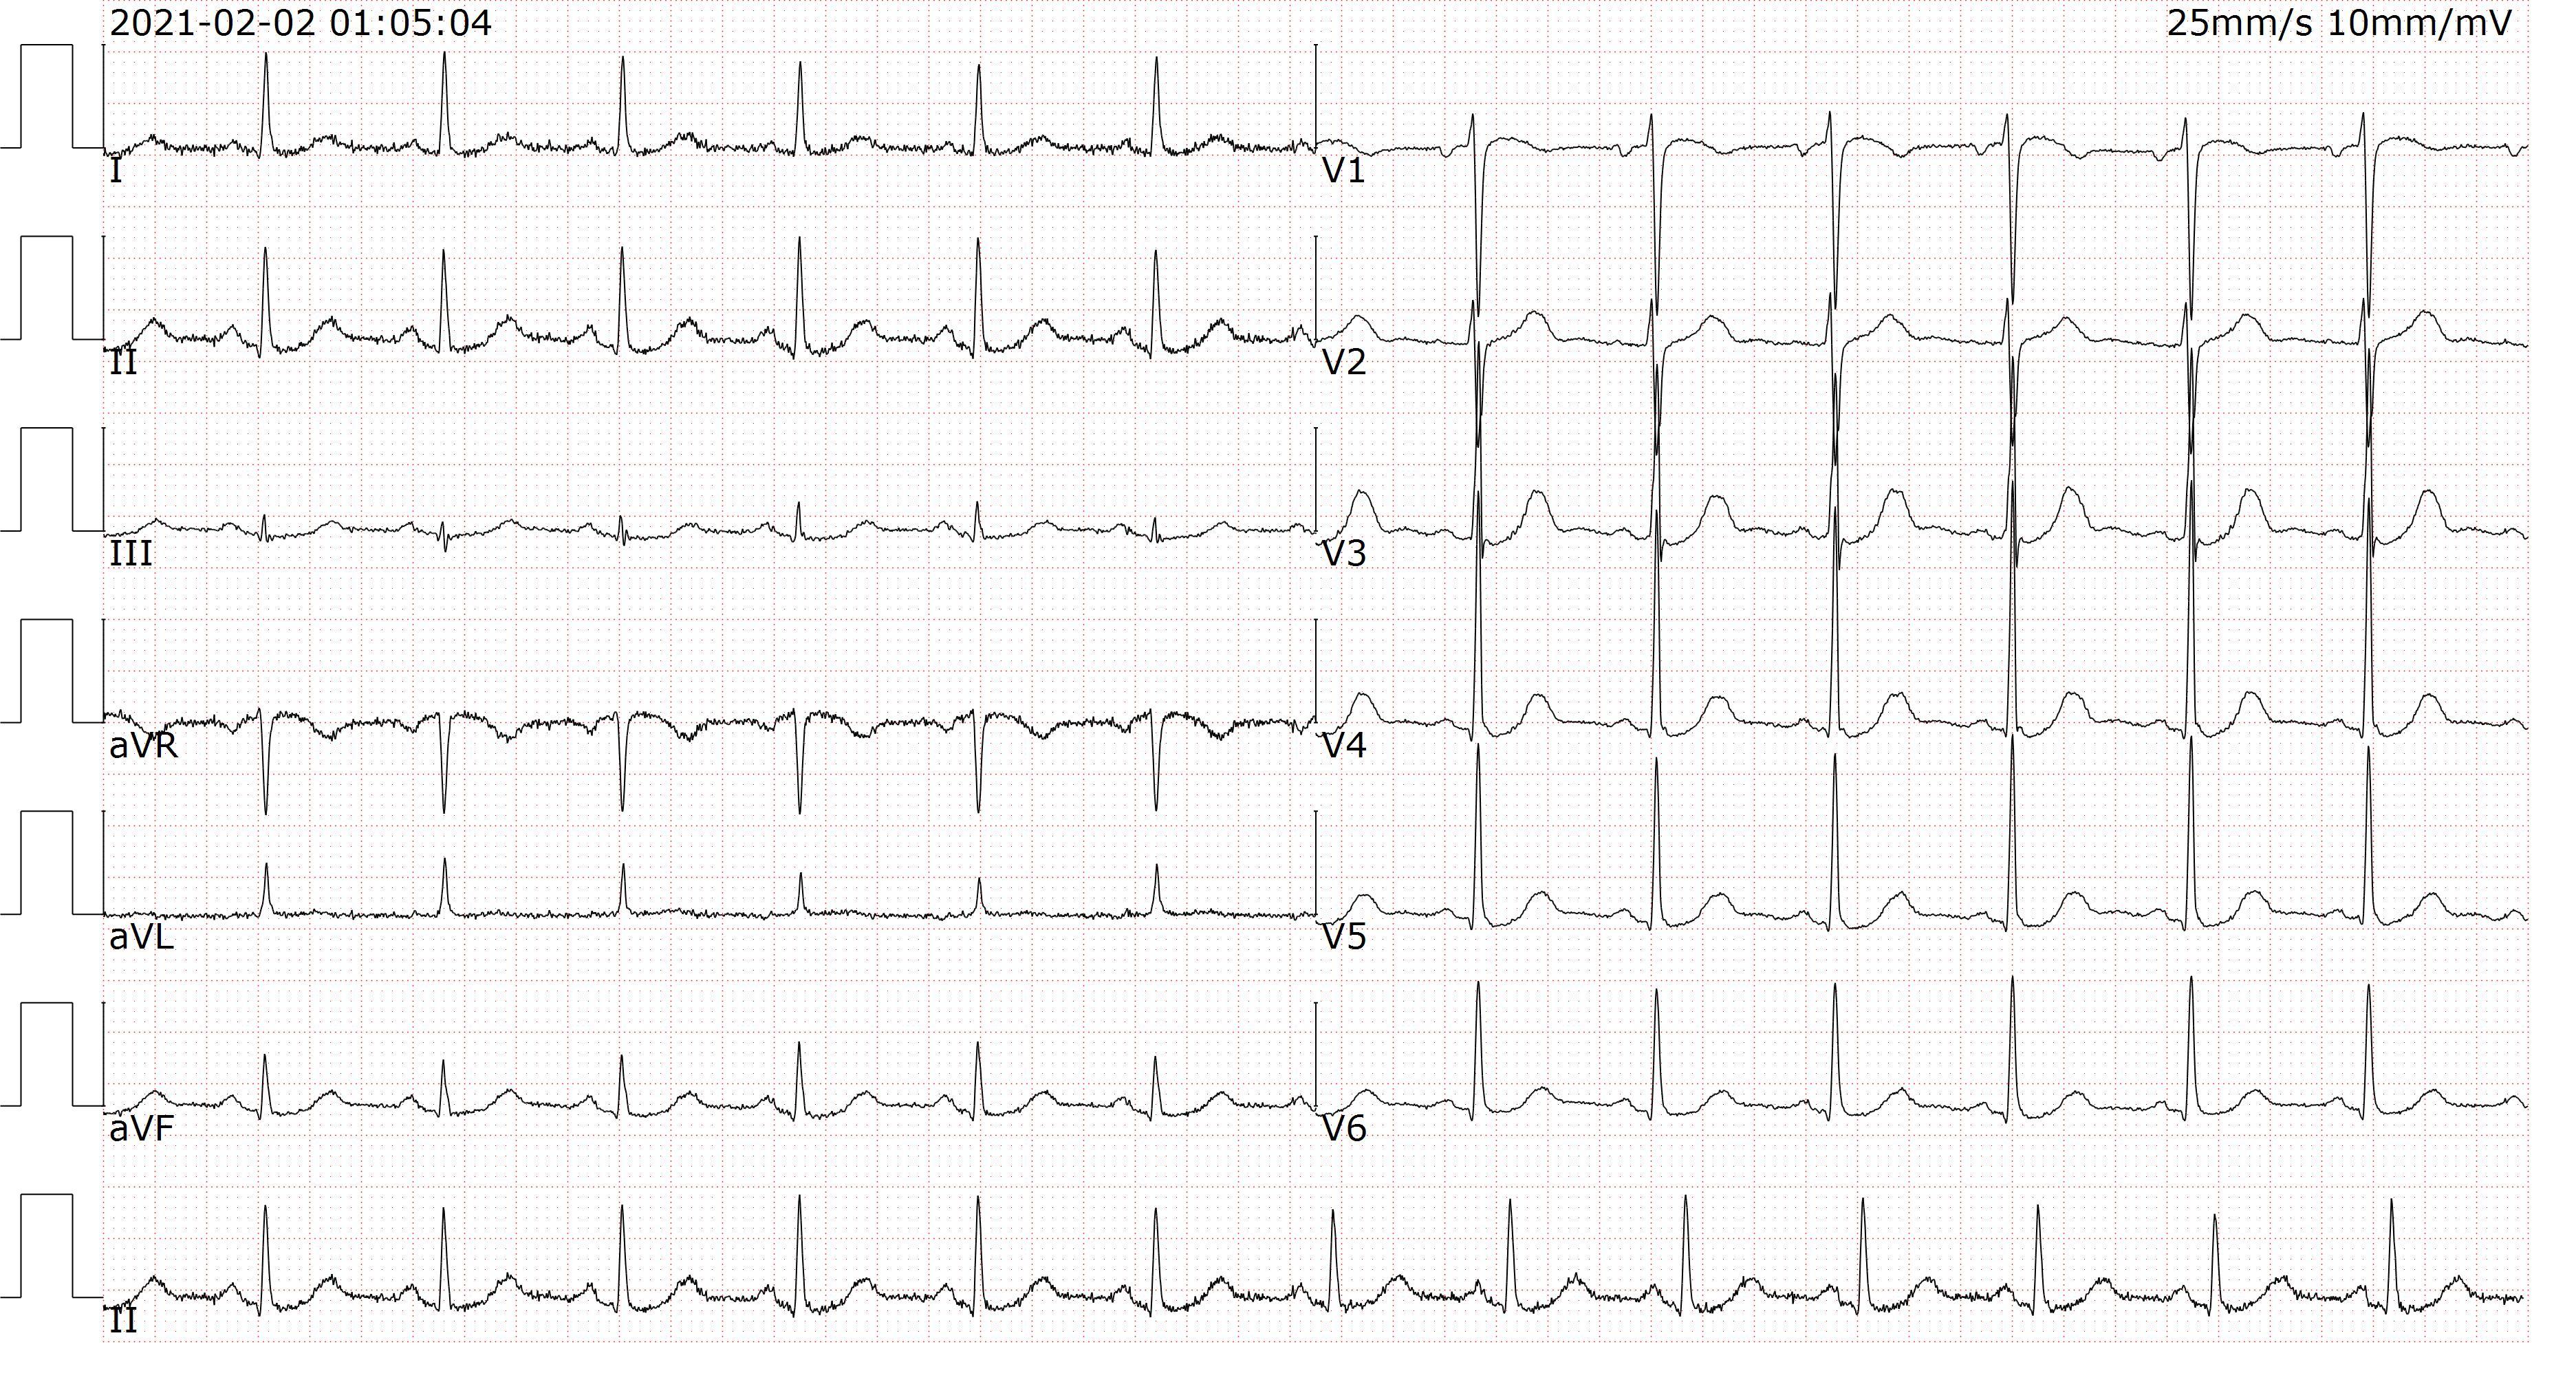 2021-02-02 01:05:04 25mm/s 10mm/mV
I V1
II V2
III V3
aVR V4
aVL V5
aVF V6
II